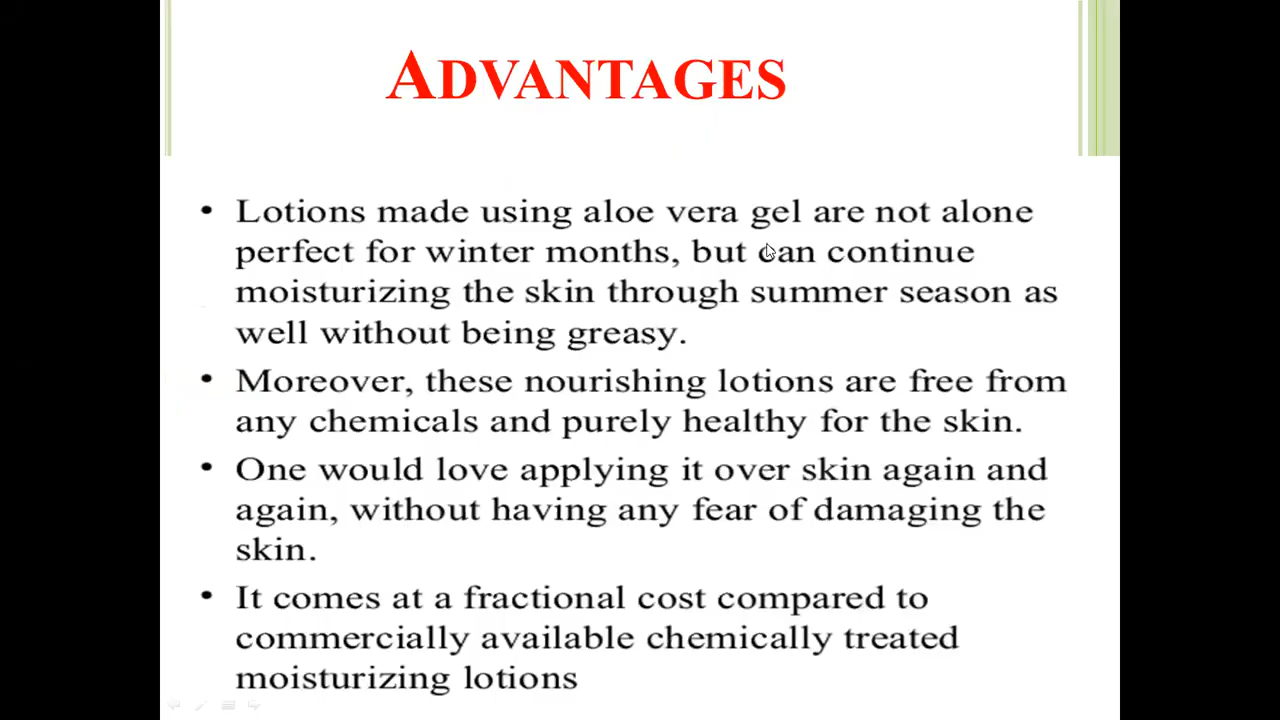 ADVANTAGES
• Lotions made using aloe vera gel are not alone
perfect for winter months, but can continue
moisturizing the skin through summer season as
well without being greasy.
• Moreover, these nourishing lotions are free from
any chemicals and purely healthy for the skin.
• One would love applying it over skin again and
again, without having any fear of damaging the
skin.
• It comes at a fractional cost compared to
commercially available chemically treated
moisturizing lotions